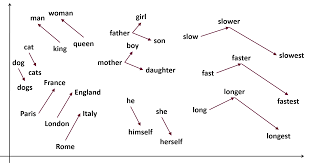 man
woman
king
queen
cat
dog
cats
dogs
France
England
Paris
London
Italy
Rome
girl
father
son
boy
mother
daughter
he
she
himself
herself
slower
slow
slowest
faster
fast
fastest
longer
long
longest